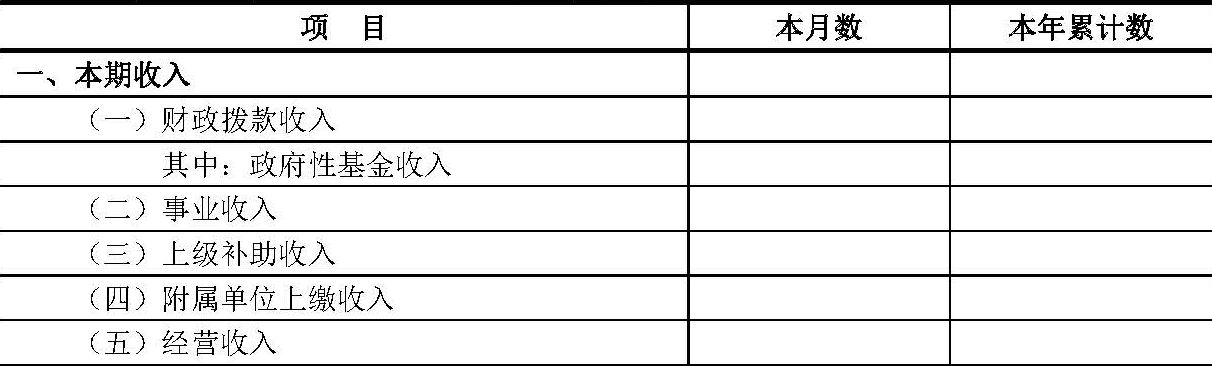 项 目 本月数 本年累计数
一、本期收入
（一）财政拨款收入
其中：政府性基金收入
（二）事业收入
（三）上级补助收入
（四）附属单位上缴收入
（五）经营收入